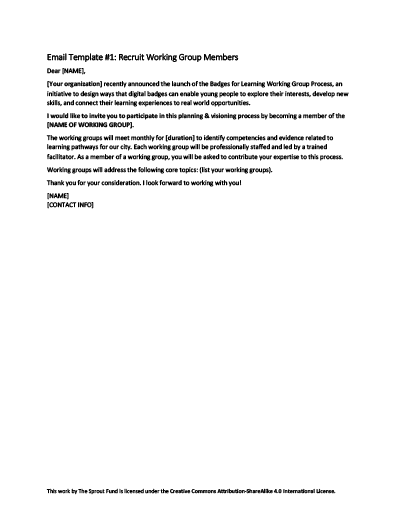 Email Template #1: Recruit Working Group Members
Dear [NAME],
[Your organization] recently announced the launch of the Badges for Learning Working Group Process, an
initiative to design ways that digital badges can enable young people to explore their interests, develop new
skills, and connect their learning experiences to real world opportunities.
I would like to invite you to participate in this planning & visioning process by becoming a member of the
[NAME OF WORKING GROUP].
The working groups will meet monthly for [duration] to identify competencies and evidence related to
learning pathways for our city. Each working group will be professionally staffed and led by a trained
facilitator. As a member of a working group, you will be asked to contribute your expertise to this process.
Working groups will address the following core topics: (list your working groups).
Thank you for your consideration. I look forward to working with you!
[NAME]
[CONTACT INFO]
This work by The Sprout Fund is licensed under the Creative Commons Attribution-ShareAlike 4.0 International License.